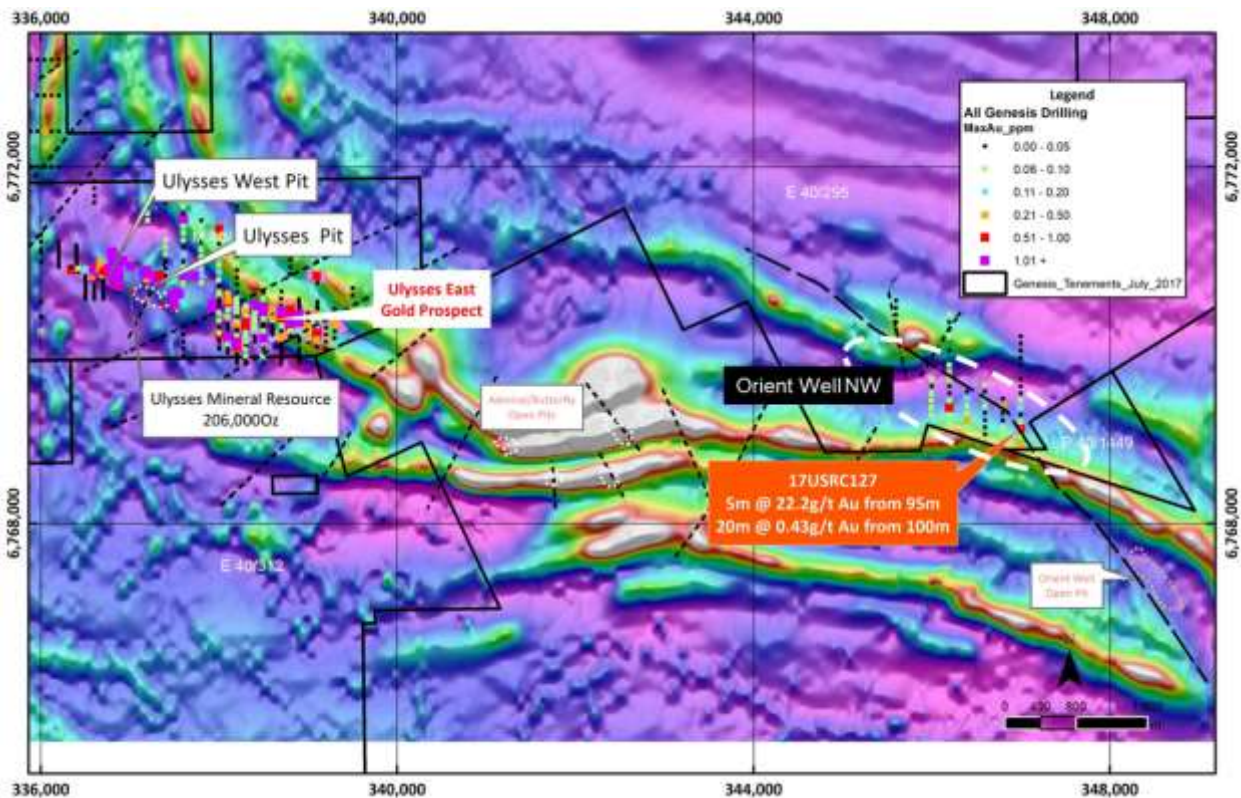 336,000
340,000
344,000
348,000
Legend
All Genesis Drilling
MaxAu_ppm
0.00 - 0.05
0.06 - 0.10
0.11 - 0.20
0.21 - 0.50
0.51 - 1.00
1.01 +
Genesis_Tenements_July_2017
6,772,000
6,772,000
Ulysses West Pit
E 40/295
Ulysses Pit
Ulysses East
Gold Prospect
Ulysses Mineral Resource
206,000Oz
Orient Well NW
Open Pits
1449
17USRC127
5m @ 22.2g/t Au from 95m
20m @ 0.43g/t Au from 100m
6,768,000
6,768,000
E 40/312
Orient Well
Open Pit
0
400
800
336,000
340,000
344,000
348,000